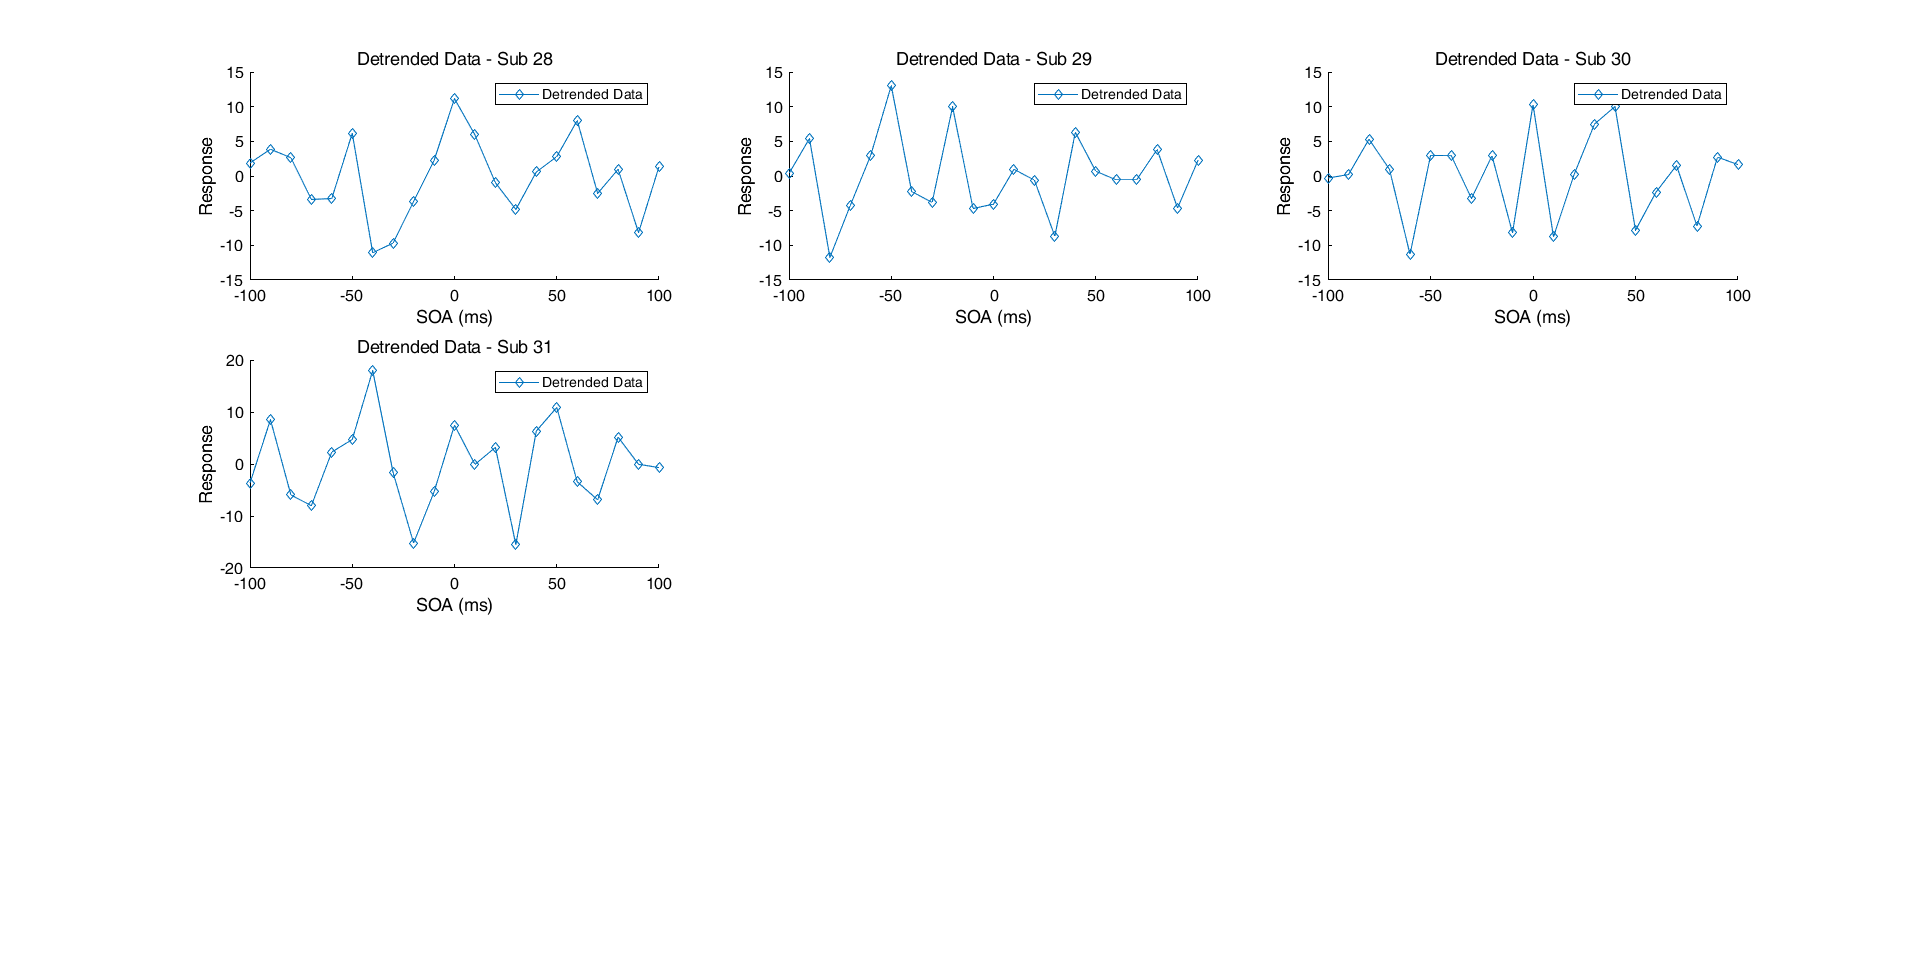 Detrended Data - Sub 28
15
10
5
0
-5
-10
-15
Response
-100
-50
0
50
100
SOA (ms)
Detrended Data
Detrended Data - Sub 29
15
10
5
0
-5
-10
-15
Response
-100
-50
0
50
100
SOA (ms)
Detrended Data
Detrended Data - Sub 30
15
10
5
0
-5
-10
-15
Response
-100
-50
0
50
100
SOA (ms)
Detrended Data
Detrended Data - Sub 31
20
10
0
-10
-20
Response
-100
-50
0
50
100
SOA (ms)
Detrended Data